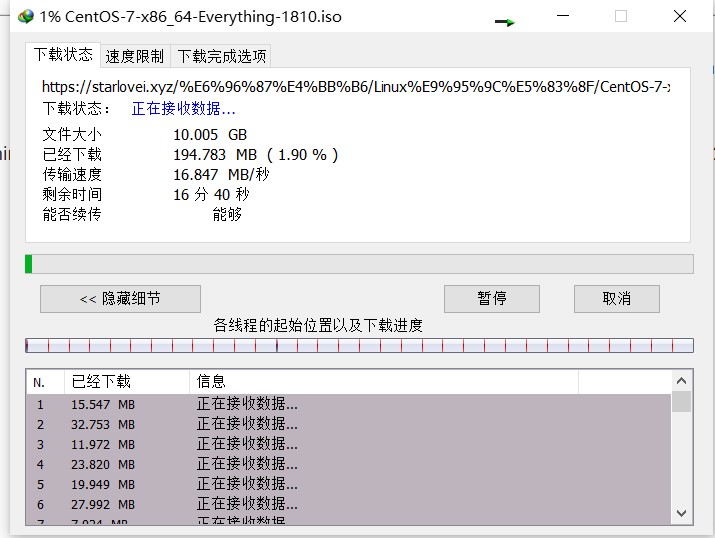 1% CentOS-7-x86_64-Everything-1810.iso
下载状态 速度限制 下载完成选项
https://starlovei.xyz/%E6%96%87%E4%BB%B6/Linux%E9%95%9C%E5%83%8F/CentOS-7-x
下载状态： 正在接收数据...
文件大小 10.005 GB
已经下载 194.783 MB ( 1.90 % )
传输速度 16.847 MB/秒
剩余时间 16 分 40 秒
能否续传 能够
<< 隐藏细节 暂停 取消
各线程的起始位置以及下载进度
N. 已经下载 信息
1 15.547 MB 正在接收数据...
2 32.753 MB 正在接收数据...
3 11.972 MB 正在接收数据...
4 23.820 MB 正在接收数据...
5 19.949 MB 正在接收数据...
6 27.992 MB 正在接收数据...
7 7.024 MB 正在接收数据...